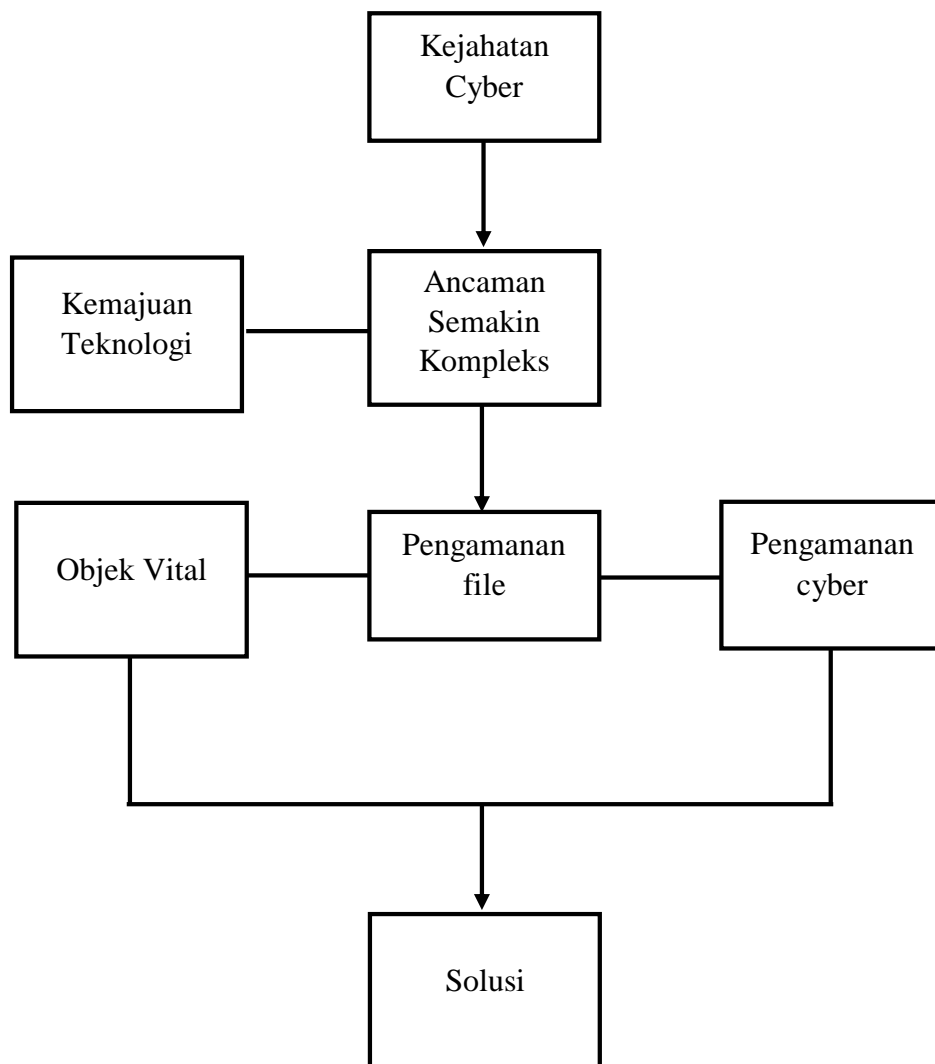 Kejahatan
Cyber
Kemajuan
Teknologi
Ancaman
Semakin
Kompleks
Objek Vital
Pengamanan
file
Pengamanan
cyber
Solusi